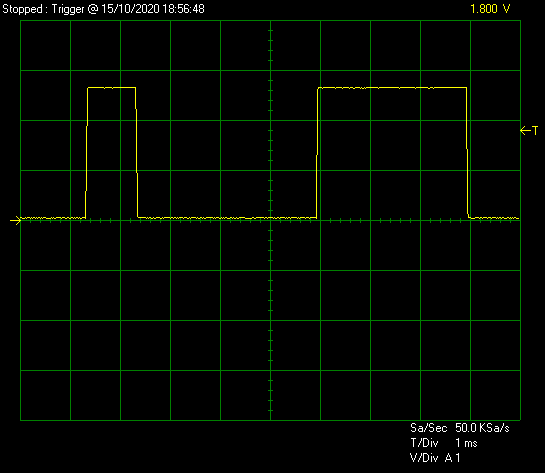 Stopped : Trigger @ 15/10/2020 18:56:48 1.800 V
T
Sa/Sec 50.0 KSa/s
T/Div 1 ms
V/Div A 1